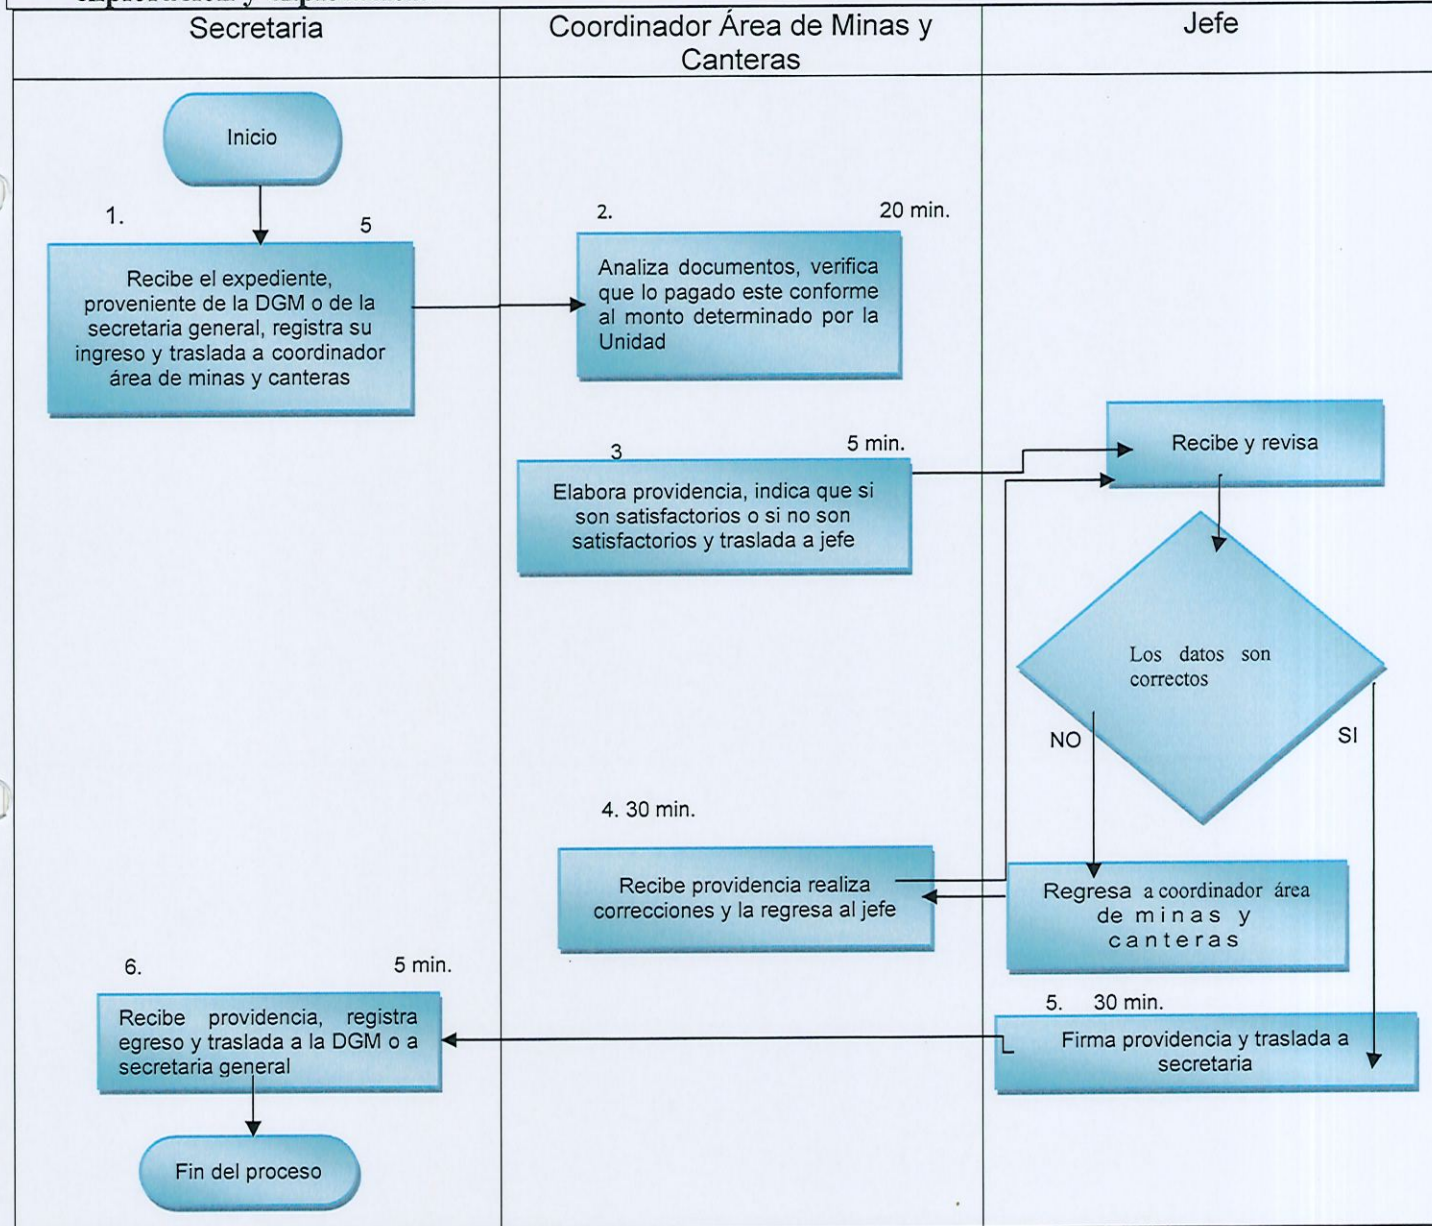 Secretaria
Coordinador Área de Minas y
Canteras
Jefe
Inicio
1.
5
Recibe el expediente,
proveniente de la DGM o de la
secretaria general, registra su
ingreso y traslada a coordinador
área de minas y canteras
2.
20 min.
Analiza documentos, verifica
que lo pagado este conforme
al monto determinado por la
Unidad
3
5 min.
Elabora providencia, indica que si
son satisfactorios o si no son
satisfactorios y traslada a jefe
Recibe y revisa
Los datos son
correctos
NO
SI
4. 30 min.
Recibe providencia realiza
correcciones y la regresa al jefe
Regresa a coordinador área
de minas y
canteras
5. 30 min.
Firma providencia y traslada a
secretaria
6.
5 min.
Recibe providencia, registra
egreso y traslada a la DGM o a
secretaria general
Fin del proceso